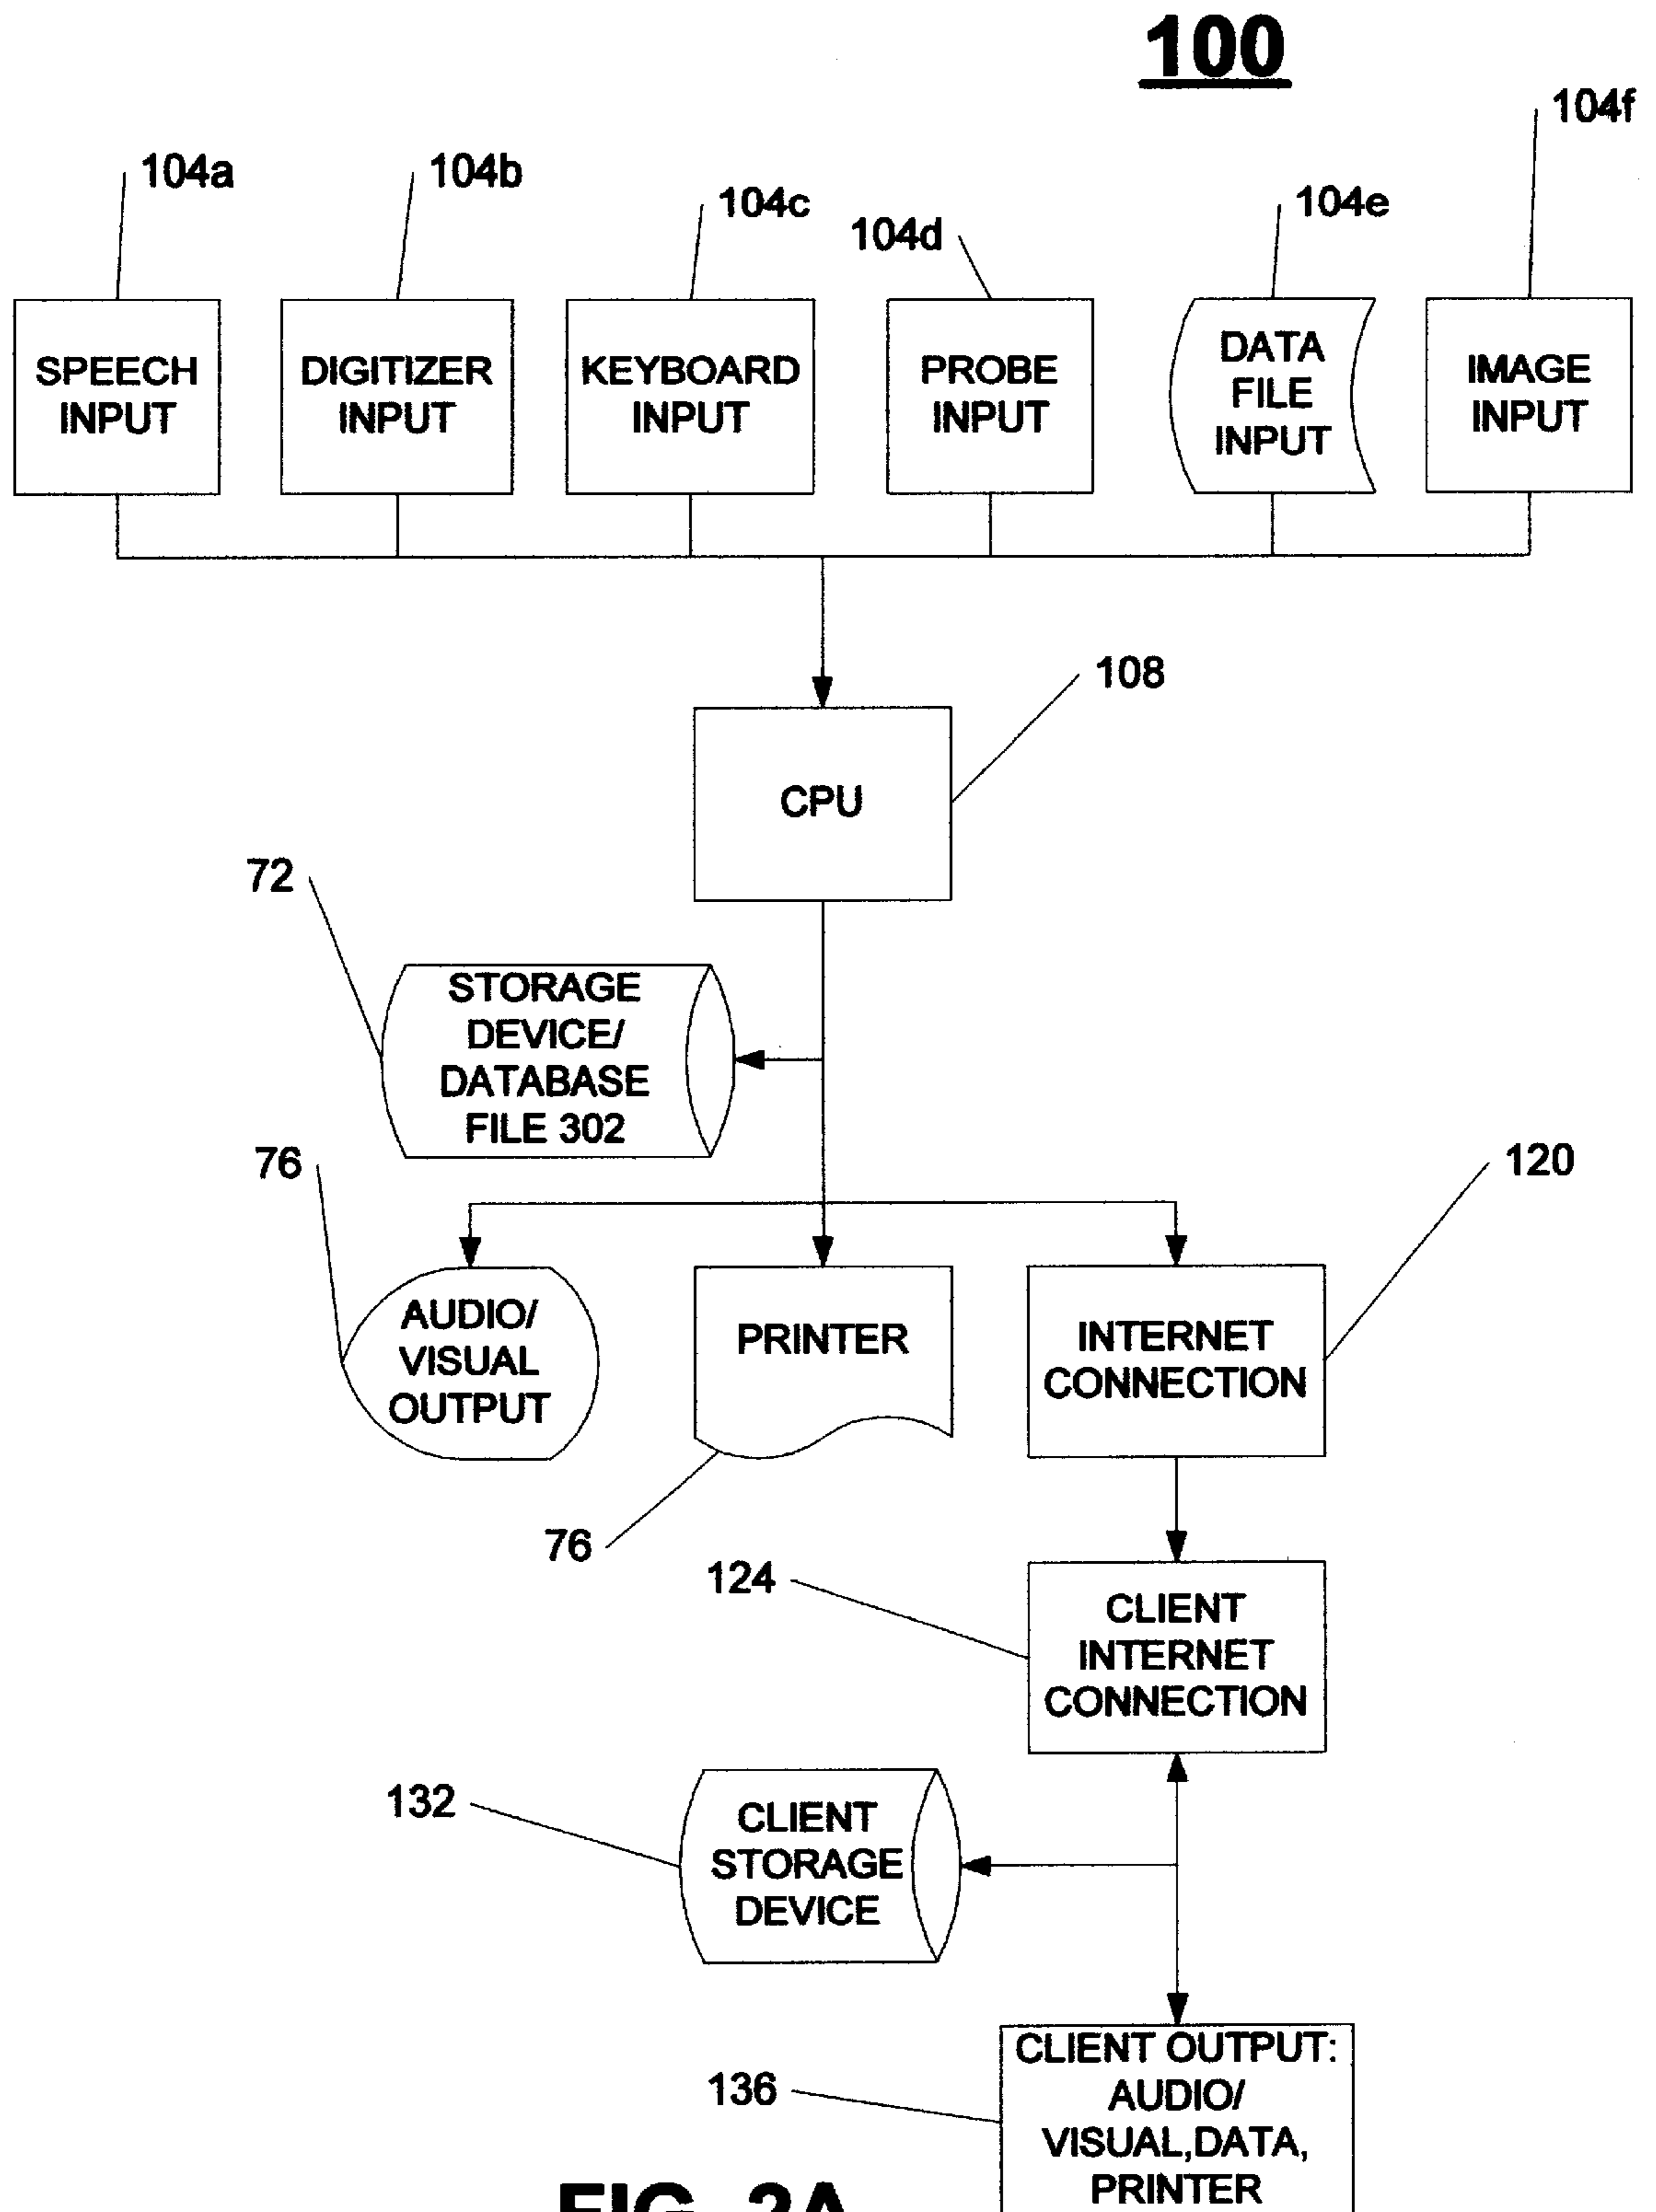 100
104a
104b
104c
104d
104e
104f
SPEECH
INPUT
DIGITIZER
INPUT
KEYBOARD
INPUT
PROBE
INPUT
DATA
FILE
INPUT
IMAGE
INPUT
108
CPU
72
STORAGE
DEVICE/
DATABASE
FILE 302
76
120
AUDIO/
VISUAL
OUTPUT
PRINTER
INTERNET
CONNECTION
76
124
CLIENT
INTERNET
CONNECTION
132
CLIENT
STORAGE
DEVICE
136
CLIENT OUTPUT:
AUDIO/
VISUAL,DATA,
PRINTER
FIG. 2A